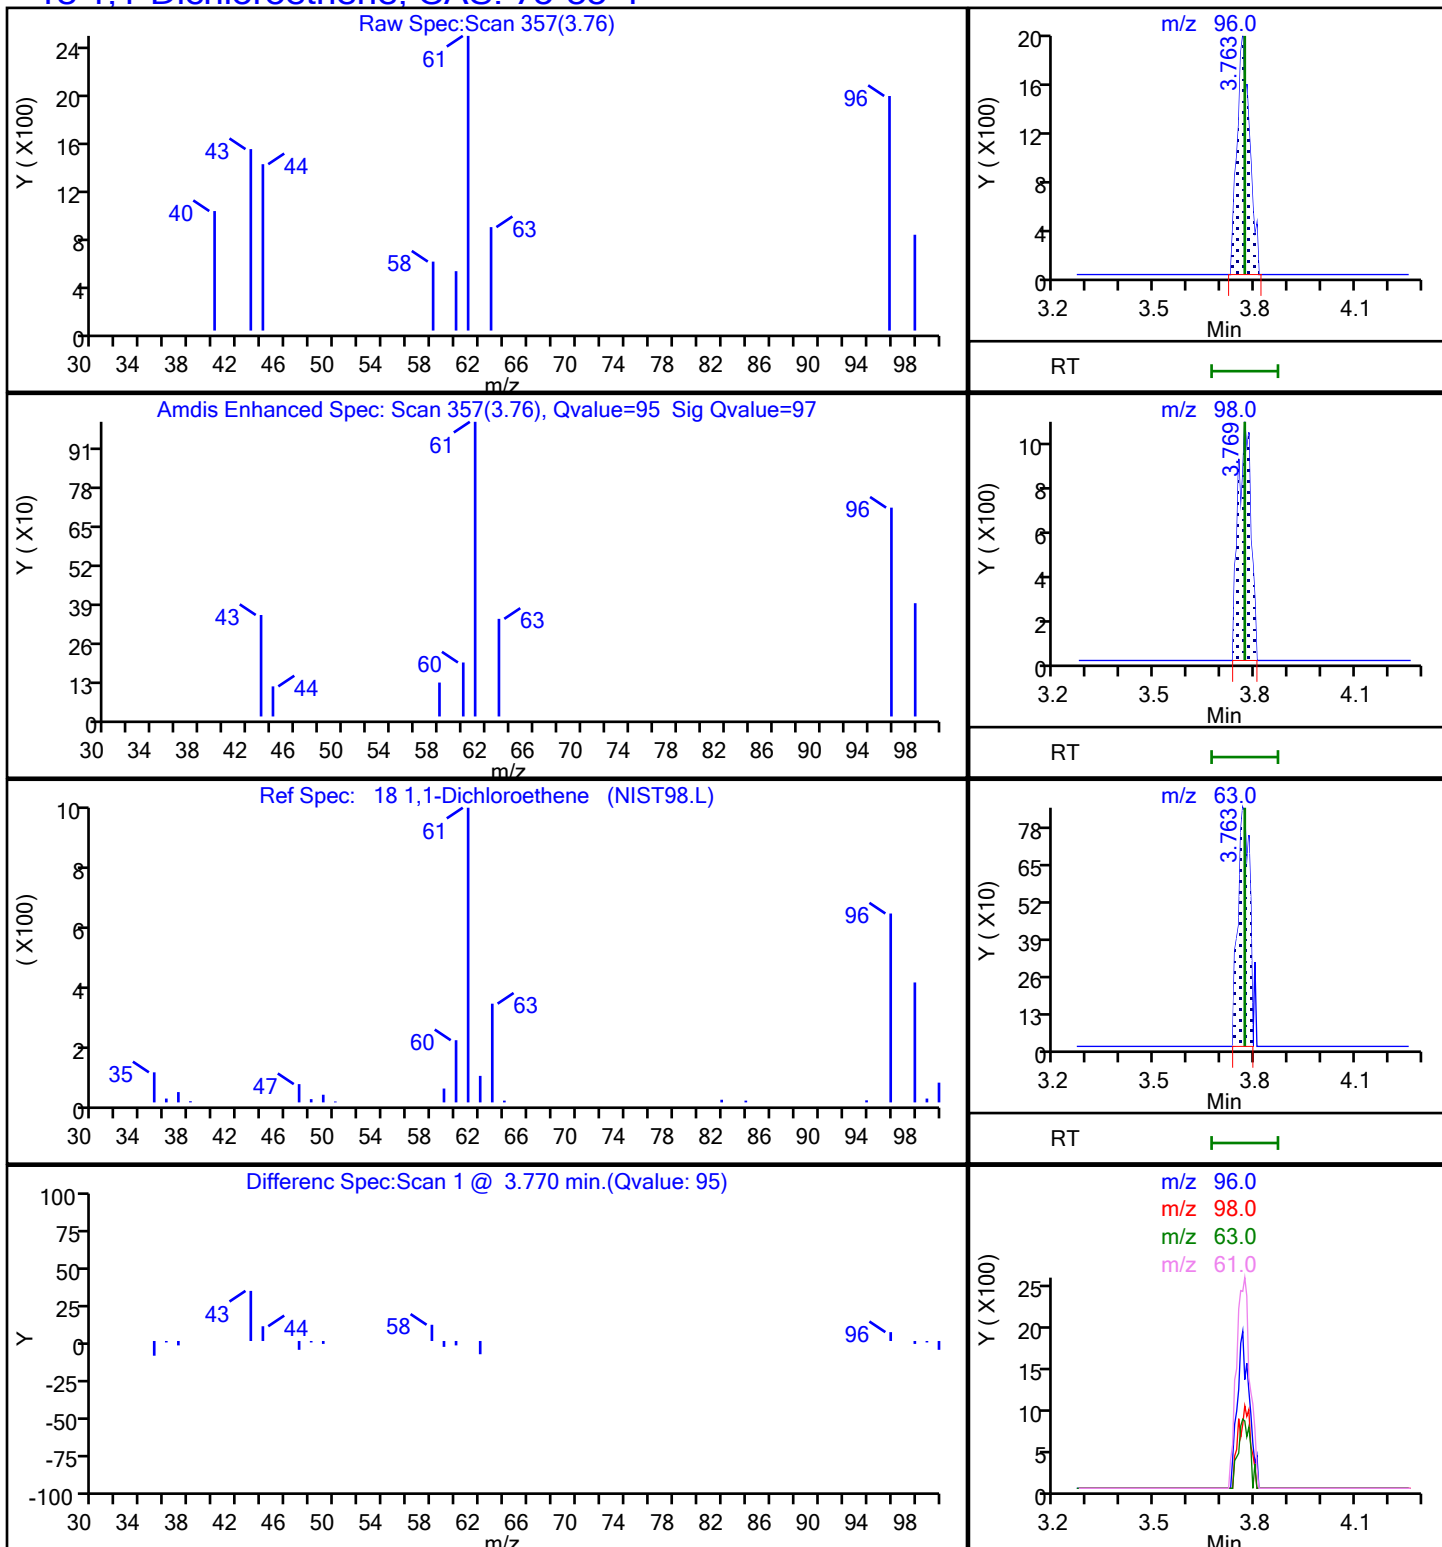 Raw Spec:Scan 357(3.76)
Y ( X100)
24
20
16
12
8
4
0
61
96
43
44
40
63
58
30 34 38 42 46 50 54 58 62 66 70 74 78 82 86 90 94 98
m/z
m/z 96.0
Y ( X100)
20
16
12
8
4
0
3.763
3.2 3.5 3.8 4.1
Min
RT
Amdis Enhanced Spec: Scan 357(3.76), Qvalue=95 Sig Qvalue=97
Y ( X10)
91
78
65
52
39
26
13
0
61
96
43
63
60
44
30 34 38 42 46 50 54 58 62 66 70 74 78 82 86 90 94 98
m/z
m/z 98.0
Y ( X100)
10
8
6
4
2
0
3.769
3.2 3.5 3.8 4.1
Min
RT
Ref Spec: 18 1,1-Dichloroethene (NIST98.L)
( X100)
10
8
6
4
2
0
61
96
63
60
35
47
30 34 38 42 46 50 54 58 62 66 70 74 78 82 86 90 94 98
m/z 63.0
Y ( X10)
78
65
52
39
26
13
0
3.763
3.2 3.5 3.8 4.1
Min
RT
Differenc Spec:Scan 1 @ 3.770 min.(Qvalue: 95)
Y
100
75
50
25
0
-25
-50
-75
-100
43
44
58
96
30 34 38 42 46 50 54 58 62 66 70 74 78 82 86 90 94 98
m/z
m/z 96.0
m/z 98.0
m/z 63.0
m/z 61.0
Y ( X100)
25
20
15
10
5
0
3.2 3.5 3.8 4.1
Min